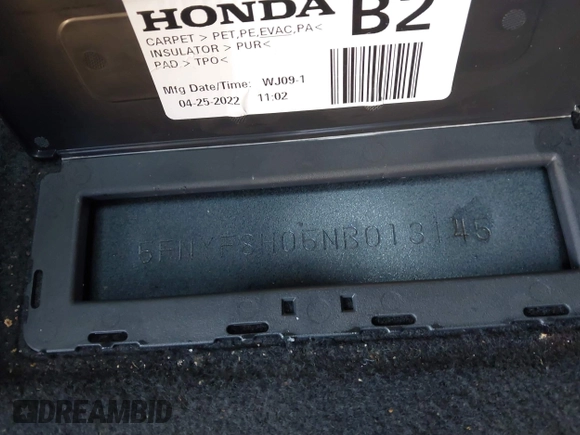 HONDA B2
CARPET > PET,PE,EVAC,PA<
INSULATOR > PUR<
PAD > TPO<
Mfg Date/Time: WJ09-1
04-25-2022 11:02
5FNYF8H06NB013145
DREAMBID